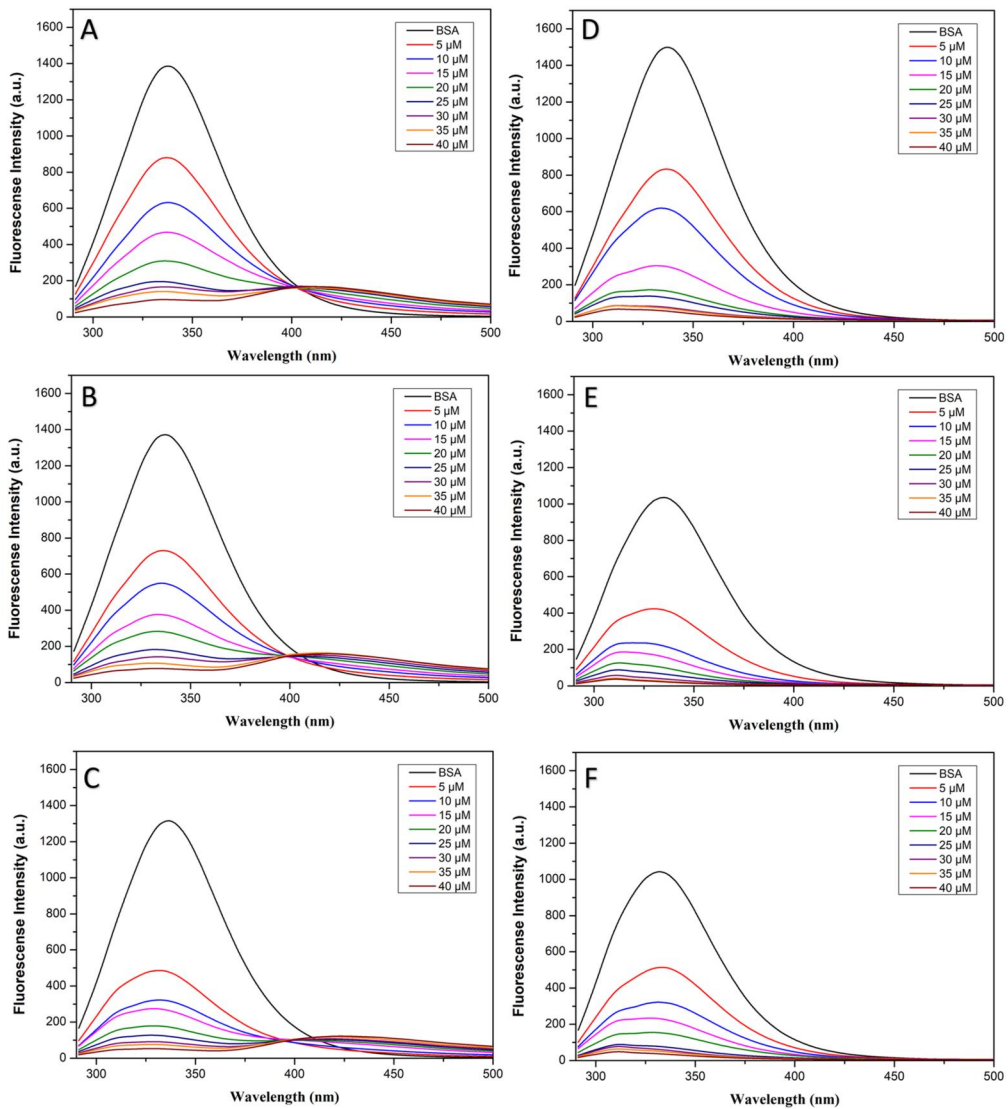 A
Fluorescense Intensity (a.u.)
1600
1400
1200
1000
800
600
400
200
0
BSA
5 µM
10 µM
15 µM
20 µM
25 µM
30 µM
35 µM
40 µM
300 350 400 450 500
Wavelength (nm)
B
Fluorescense Intensity (a.u.)
1600
1400
1200
1000
800
600
400
200
0
BSA
5 µM
10 µM
15 µM
20 µM
25 µM
30 µM
35 µM
40 µM
300 350 400 450 500
Wavelength (nm)
C
Fluorescense Intensity (a.u.)
1600
1400
1200
1000
800
600
400
200
0
BSA
5 µM
10 µM
15 µM
20 µM
25 µM
30 µM
35 µM
40 µM
300 350 400 450 500
Wavelength (nm)
D
Fluorescense Intensity (a.u.)
1600
1400
1200
1000
800
600
400
200
0
BSA
5 µM
10 µM
15 µM
20 µM
25 µM
30 µM
35 µM
40 µM
300 350 400 450 500
Wavelength (nm)
E
Fluorescense Intensity (a.u.)
1600
1400
1200
1000
800
600
400
200
0
BSA
5 µM
10 µM
15 µM
20 µM
25 µM
30 µM
35 µM
40 µM
300 350 400 450 500
Wavelength (nm)
F
Fluorescense Intensity (a.u.)
1600
1400
1200
1000
800
600
400
200
0
BSA
5 µM
10 µM
15 µM
20 µM
25 µM
30 µM
35 µM
40 µM
300 350 400 450 500
Wavelength (nm)